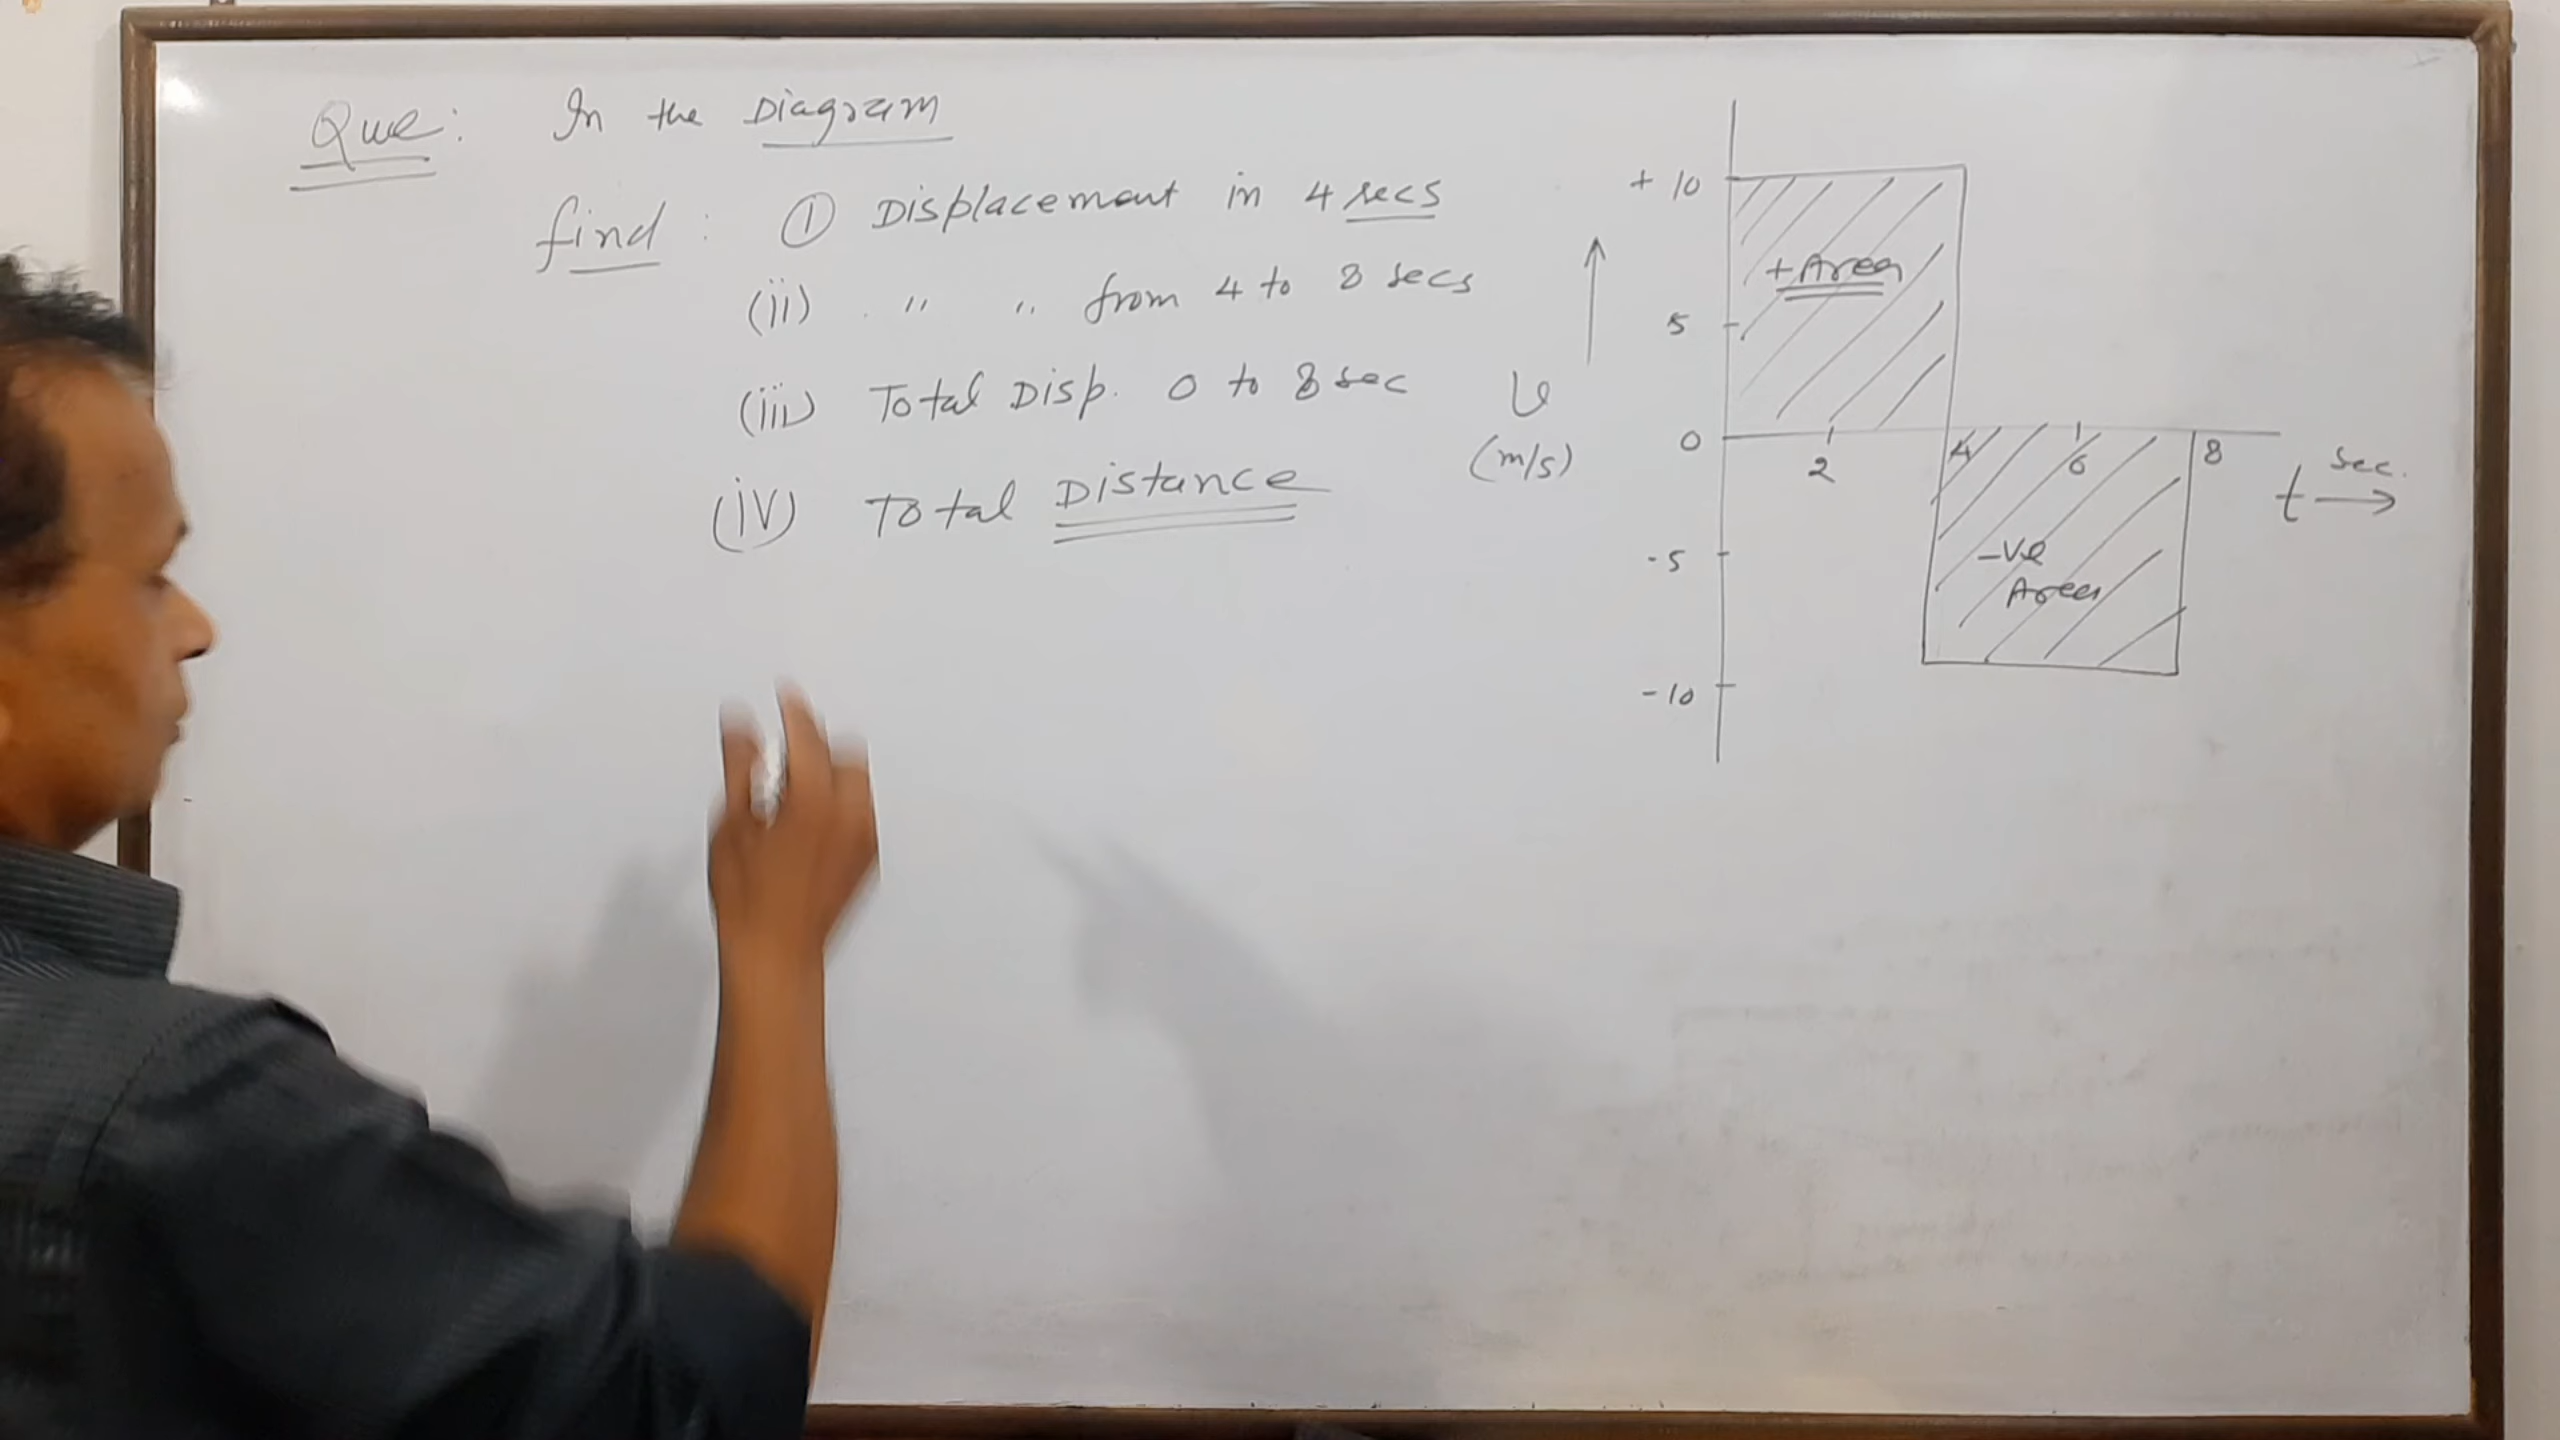 Que: In the Diagram
find: ① Displacement in 4 secs
(ii) " " from 4 to 8 secs
(iii) Total Disp. 0 to 8 sec
(iv) Total Distance
+ 10
5
0
- 5
- 10
v
(m/s)
+Area
2
4
6
8
-ve
Area
t → sec.